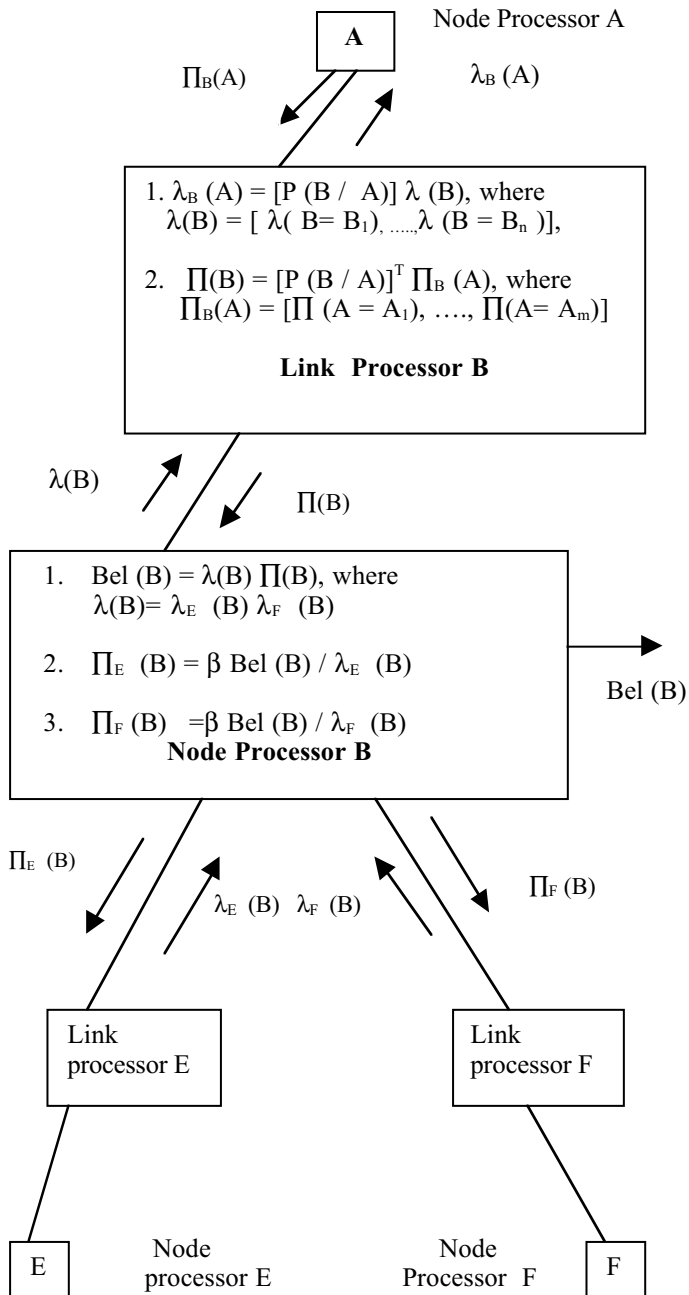 A
Node Processor A
∏B(A)
λB (A)
1. λB (A) = [P (B / A)] λ (B), where
λ(B) = [ λ( B= B1), ....., λ (B = Bn )],
2. ∏(B) = [P (B / A)]T ∏B (A), where
∏B(A) = [∏ (A = A1), …., ∏(A= Am)]
Link Processor B
λ(B)
∏(B)
1. Bel (B) = λ(B) ∏(B), where
λ(B)= λE (B) λF (B)
2. ∏E (B) = β Bel (B) / λE (B)
3. ∏F (B) =β Bel (B) / λF (B)
Node Processor B
Bel (B)
∏E (B)
λE (B) λF (B)
∏F (B)
Link
processor E
Link
processor F
E
Node
processor E
Node
Processor F
F